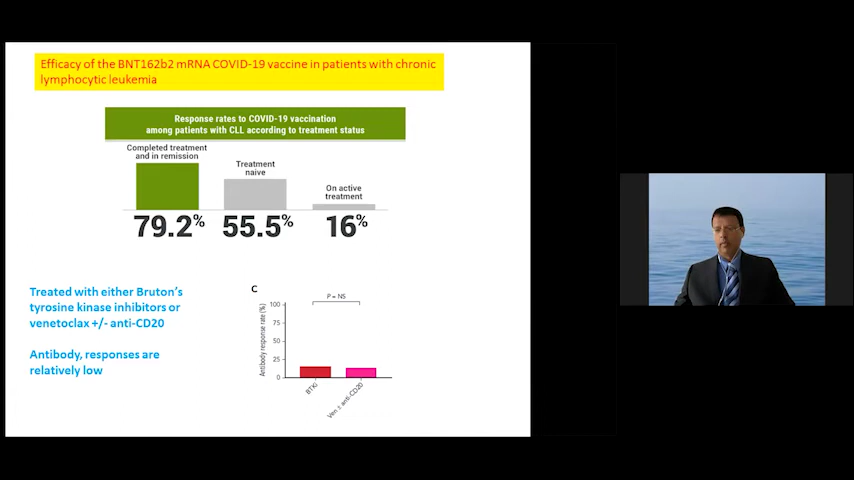 Efficacy of the BNT162b2 mRNA COVID-19 vaccine in patients with chronic
lymphocytic leukemia
Response rates to COVID-19 vaccination
among patients with CLL according to treatment status
Completed treatment
and in remission
79.2%
Treatment
naive
55.5%
On active
treatment
16%
Treated with either Bruton's
tyrosine kinase inhibitors or
venetoclax +/- anti-CD20
Antibody, responses are
relatively low
C
P = NS
Antibody response rate (%)
100
75
50
25
0
BTKi
Ven ± anti-CD20